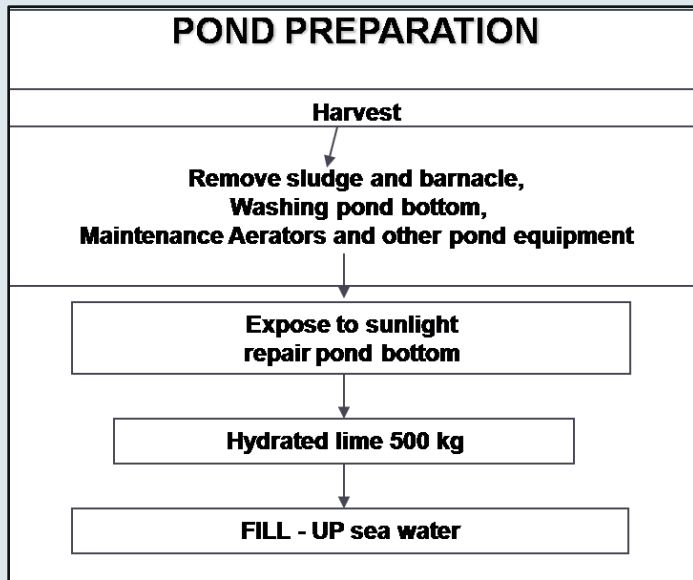 POND PREPARATION
Harvest
Remove sludge and barnacle,
Washing pond bottom,
Maintenance Aerators and other pond equipment
Expose to sunlight
repair pond bottom
Hydrated lime 500 kg
FILL - UP sea water